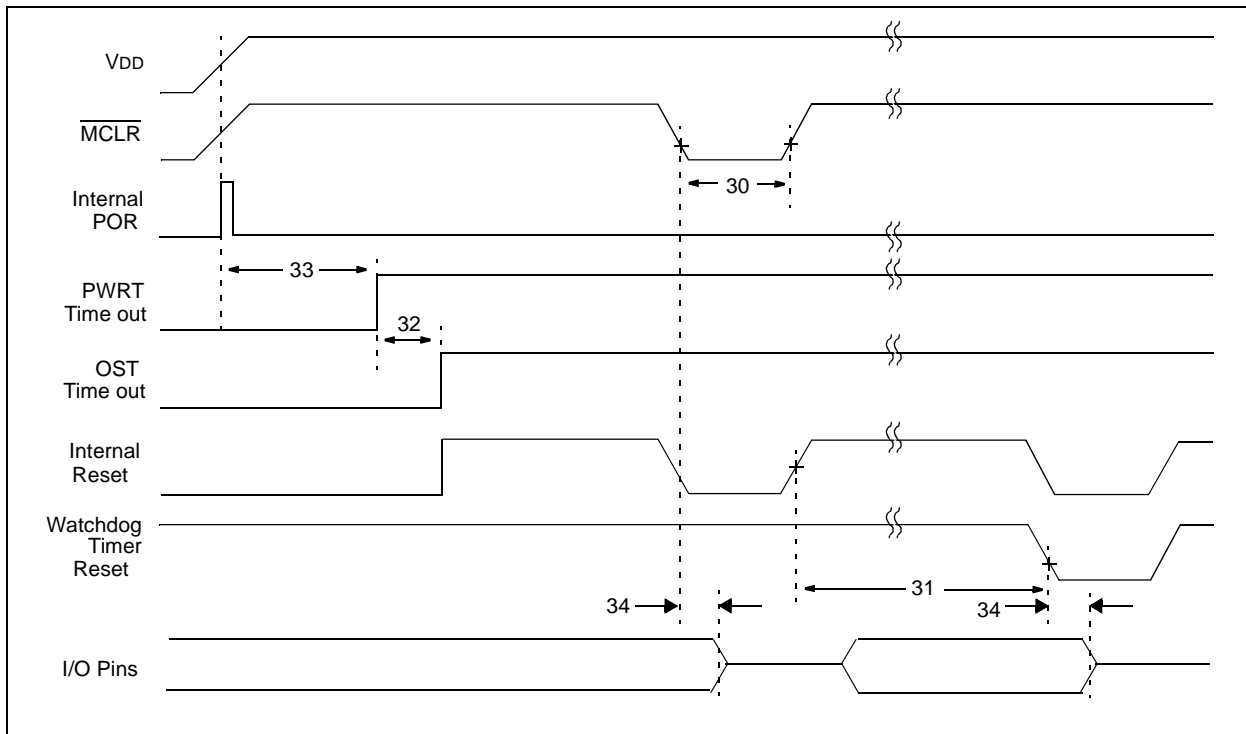 VDD
MCLR
Internal
POR
30
33
PWRT
Time out
32
OST
Time out
Internal
Reset
Watchdog
Timer
Reset
31
34
34
I/O Pins